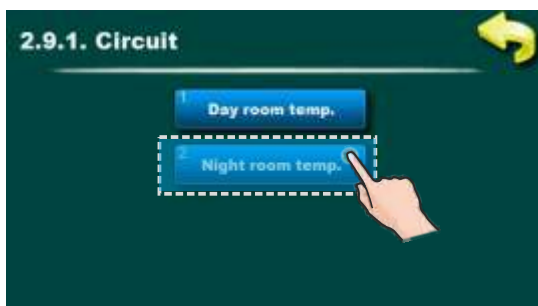 2.9.1. Circuit
1
Day room temp.
2
Night room temp.